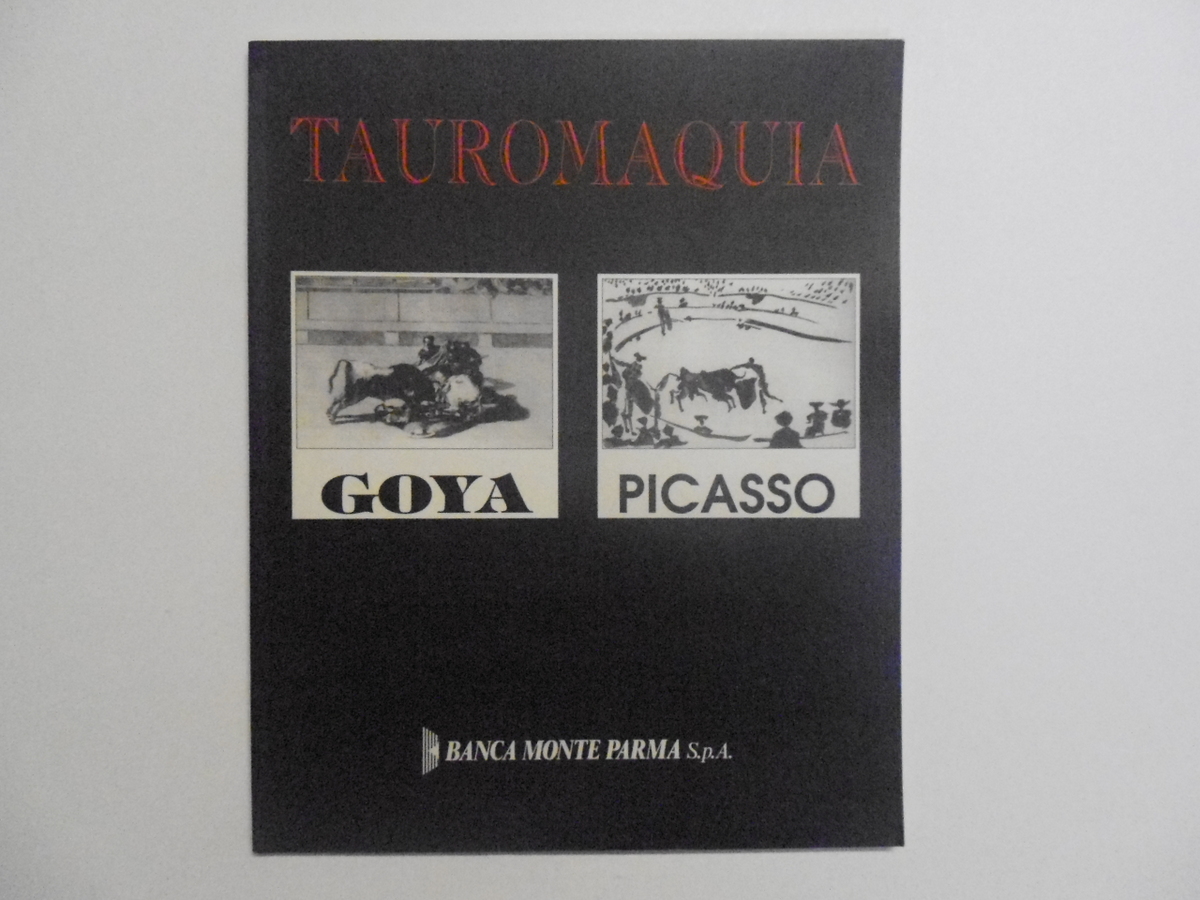 TAUROMAQUIA
GOYA
PICASSO
BANCA MONTE PARMA S.p.A.